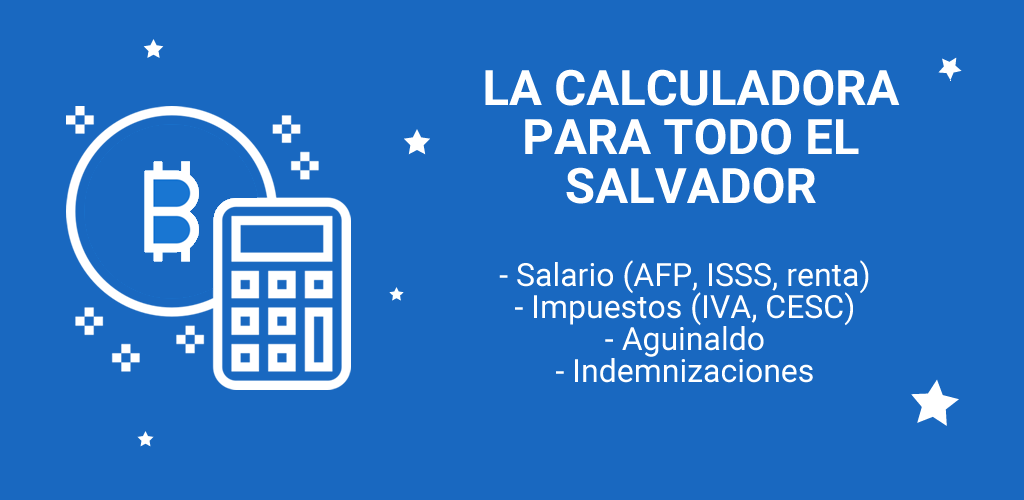 LA CALCULADORA
PARA TODO EL
SALVADOR
- Salario (AFP, ISSS, renta)
- Impuestos (IVA, CESC)
- Aguinaldo
- Indemnizaciones